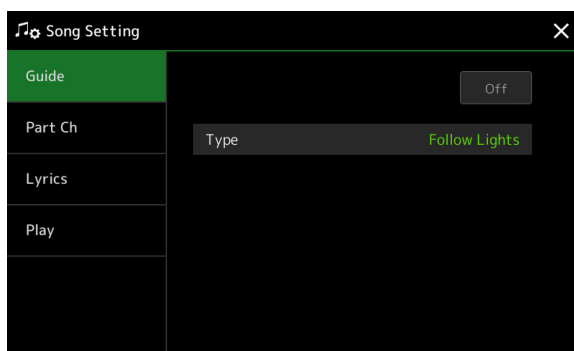 Song Setting
Guide
Off
Part Ch
Type Follow Lights
Lyrics
Play